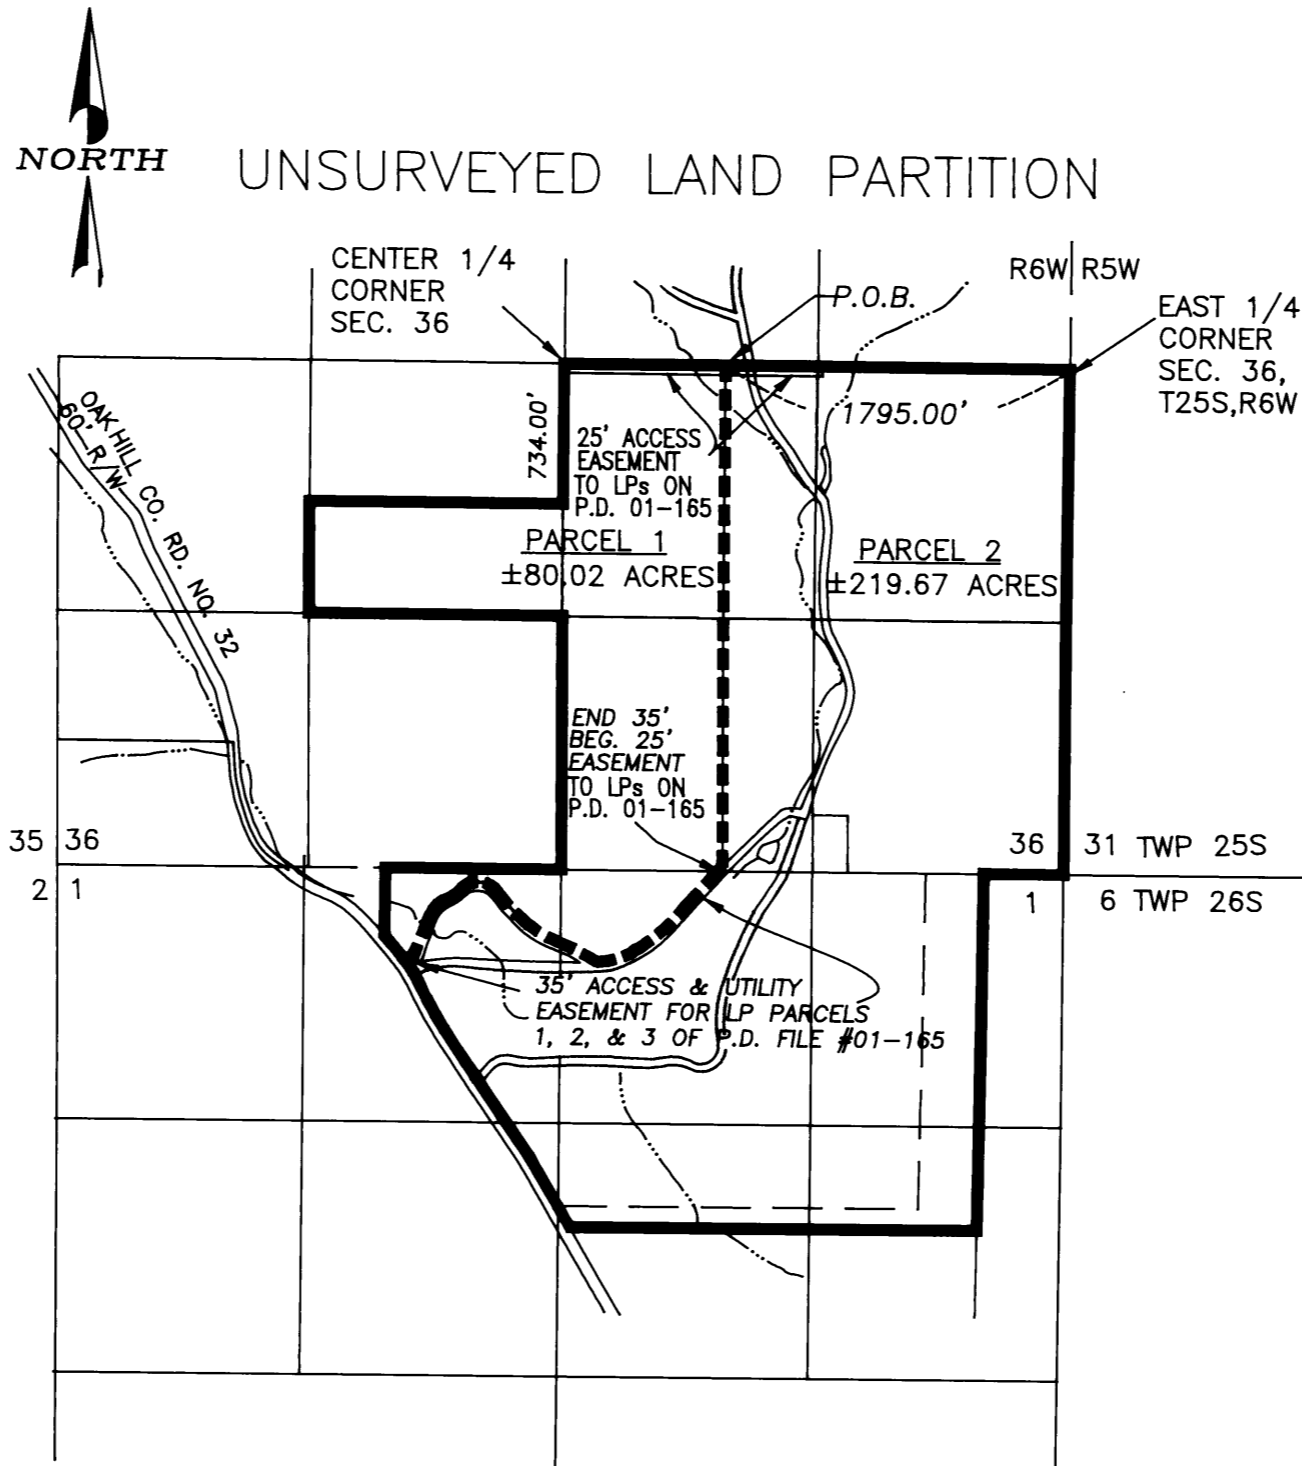 NORTH
UNSURVEYED LAND PARTITION
CENTER 1/4
CORNER
SEC. 36
P.O.B.
R6W R5W
EAST 1/4
CORNER
SEC. 36,
T25S,R6W
OAK HILL CO. RD. NO. 32
60' R/W
734.00'
1795.00'
25' ACCESS
EASEMENT
TO LPs ON
P.D. 01-165
PARCEL 1
±80.02 ACRES
PARCEL 2
±219.67 ACRES
END 35'
BEG. 25'
EASEMENT
TO LPs ON
P.D. 01-165
35 36
2 1
36 31 TWP 25S
1 6 TWP 26S
35' ACCESS & UTILITY
EASEMENT FOR LP PARCELS
1, 2, & 3 OF P.D. FILE #01-165